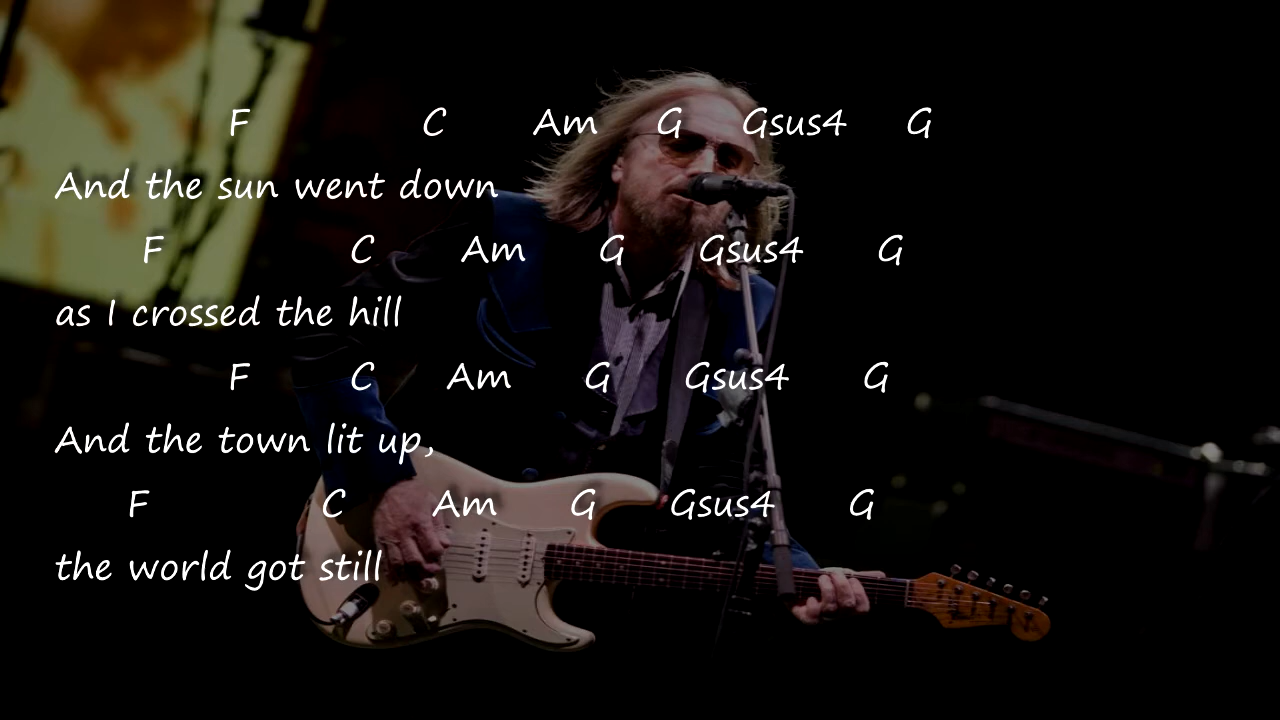 F C Am G Gsus4 G
And the sun went down
F C Am G Gsus4 G
as I crossed the hill
F C Am G Gsus4 G
And the town lit up,
F C Am G Gsus4 G
the world got still